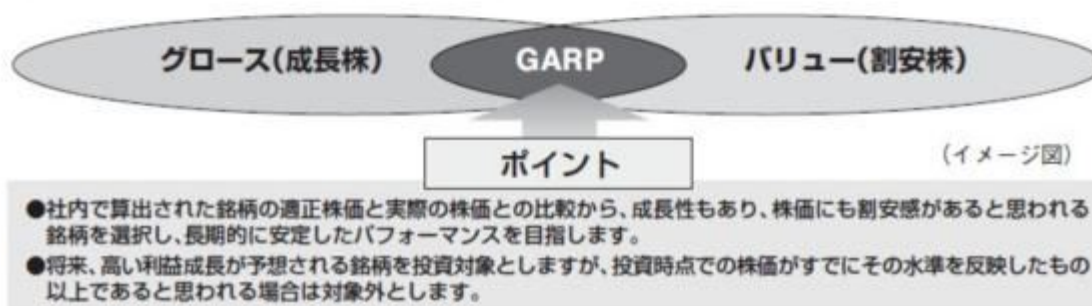 グロース(成長株) GARP バリュー(割安株)
ポイント
(イメージ図)
●社内で算出された銘柄の適正株価と実際の株価との比較から、成長性もあり、株価にも割安感があると思われる
銘柄を選択し、長期的に安定したパフォーマンスを目指します。
●将来、高い利益成長が予想される銘柄を投資対象としますが、投資時点での株価がすでにその水準を反映したもの
以上であると思われる場合は対象外とします。